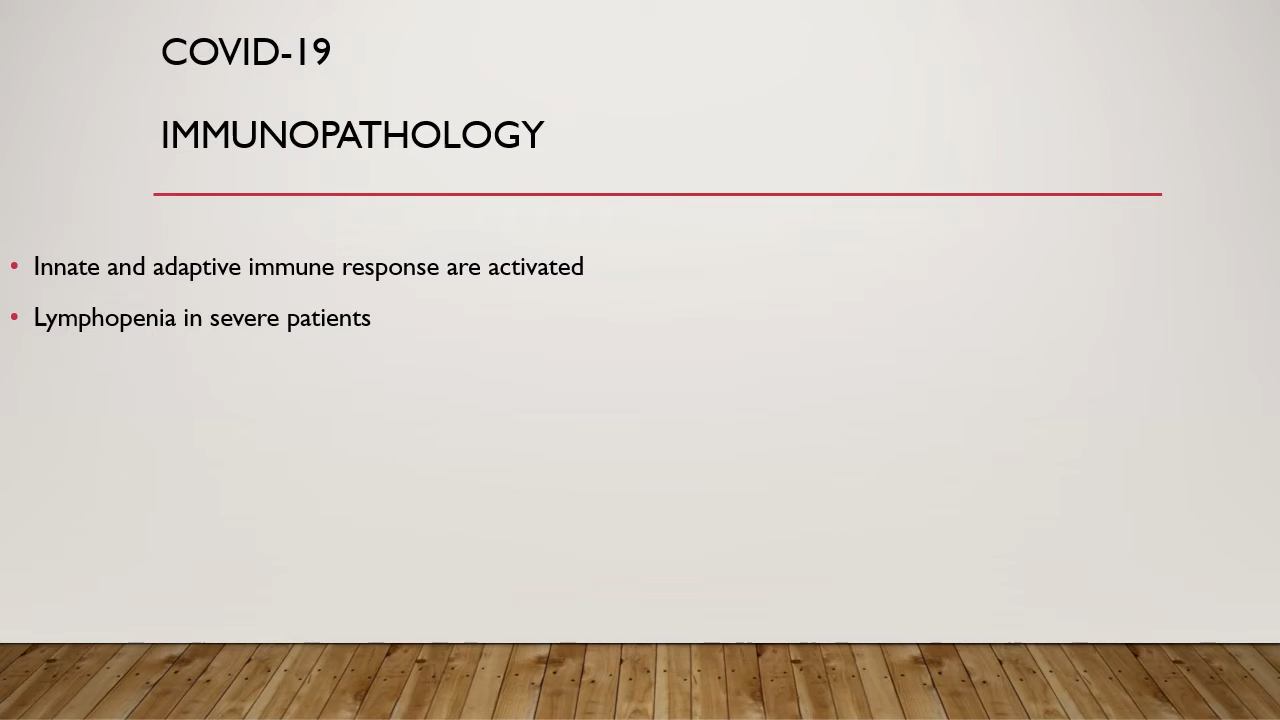 COVID-19
IMMUNOPATHOLOGY
• Innate and adaptive immune response are activated
• Lymphopenia in severe patients